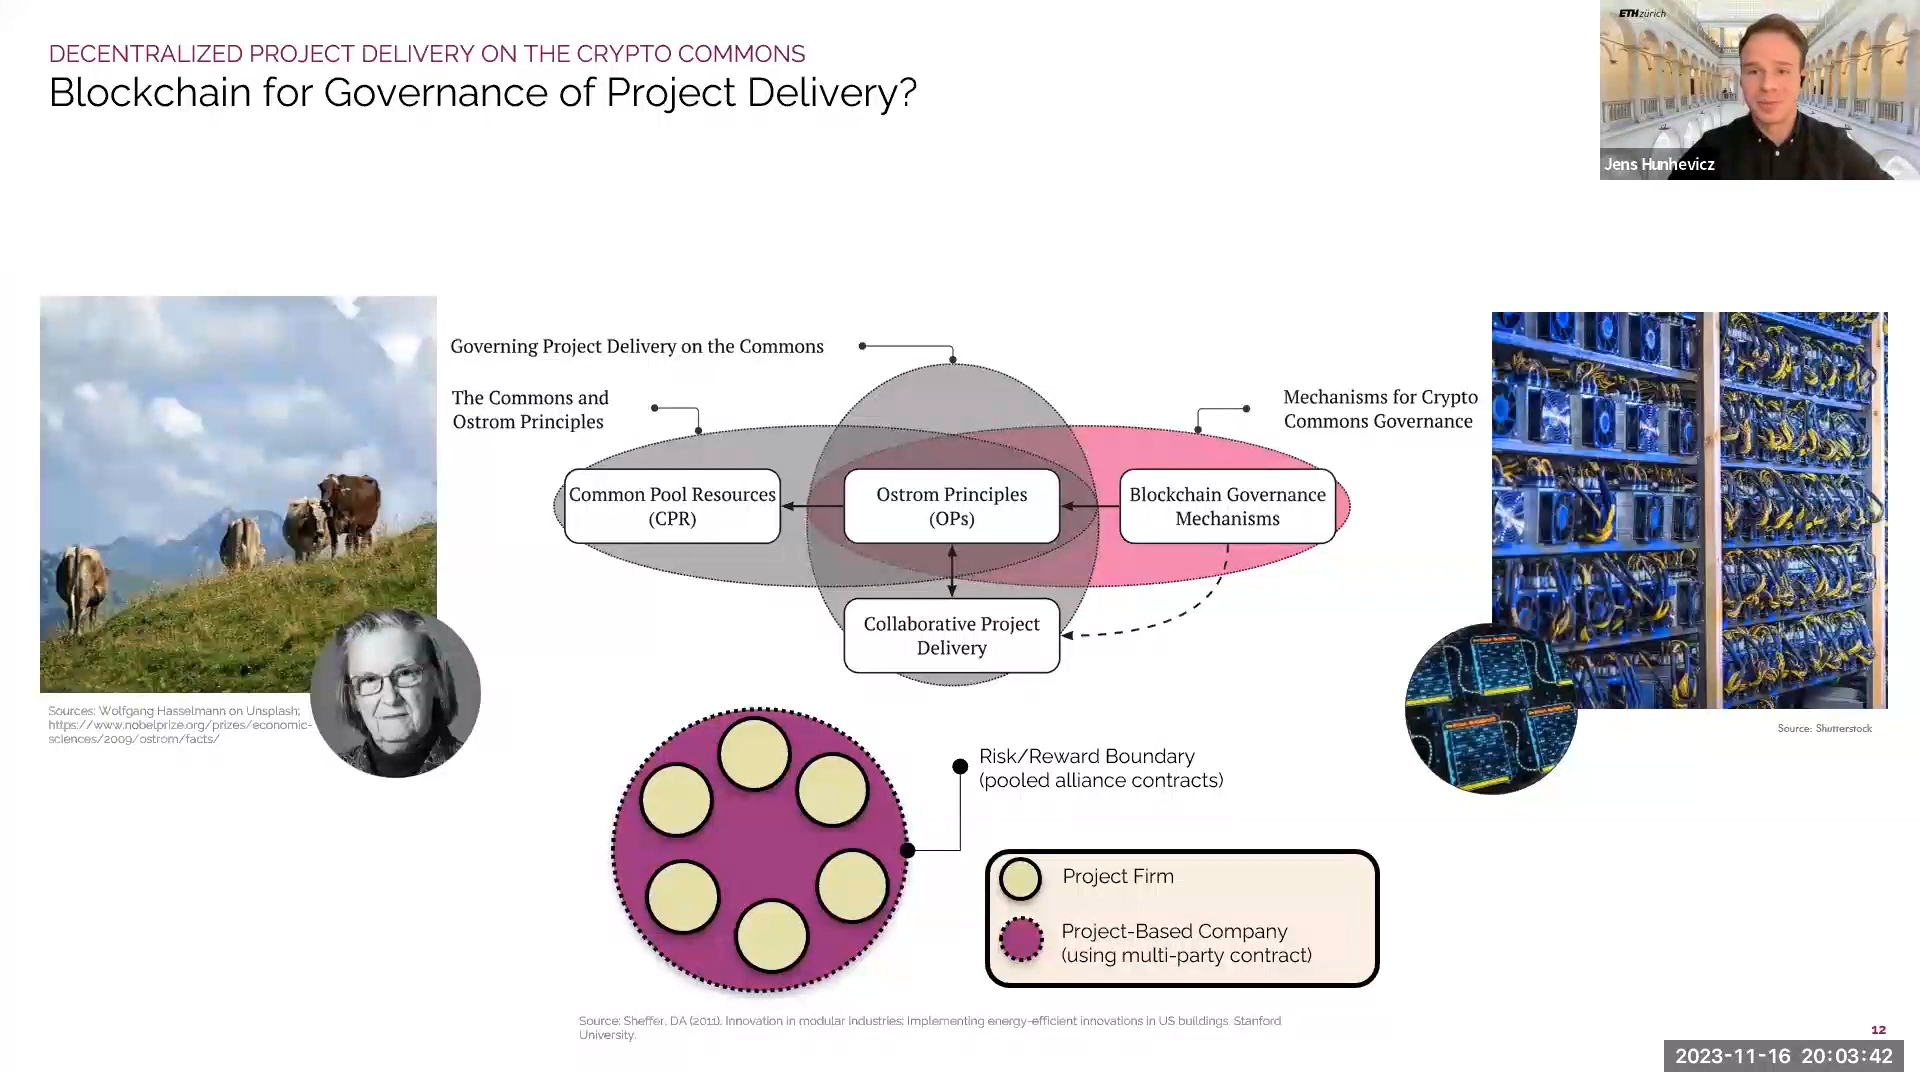 DECENTRALIZED PROJECT DELIVERY ON THE CRYPTO COMMONS
Blockchain for Governance of Project Delivery?
ETH zürich
Jens Hunhevicz
Governing Project Delivery on the Commons
The Commons and
Ostrom Principles
Mechanisms for Crypto
Commons Governance
Common Pool Resources
(CPR)
Ostrom Principles
(OPs)
Blockchain Governance
Mechanisms
Collaborative Project
Delivery
Sources: Wolfgang Hasselmann on Unsplash;
https://www.nobelprize.org/prizes/economic-
sciences/2009/ostrom/facts/
Source: Shutterstock
Risk/Reward Boundary
(pooled alliance contracts)
Project Firm
Project-Based Company
(using multi-party contract)
Source: Sheffer, DA (2011). Innovation in modular industries: Implementing energy-efficient innovations in US buildings. Stanford
University.
12
2023-11-16 20:03:42